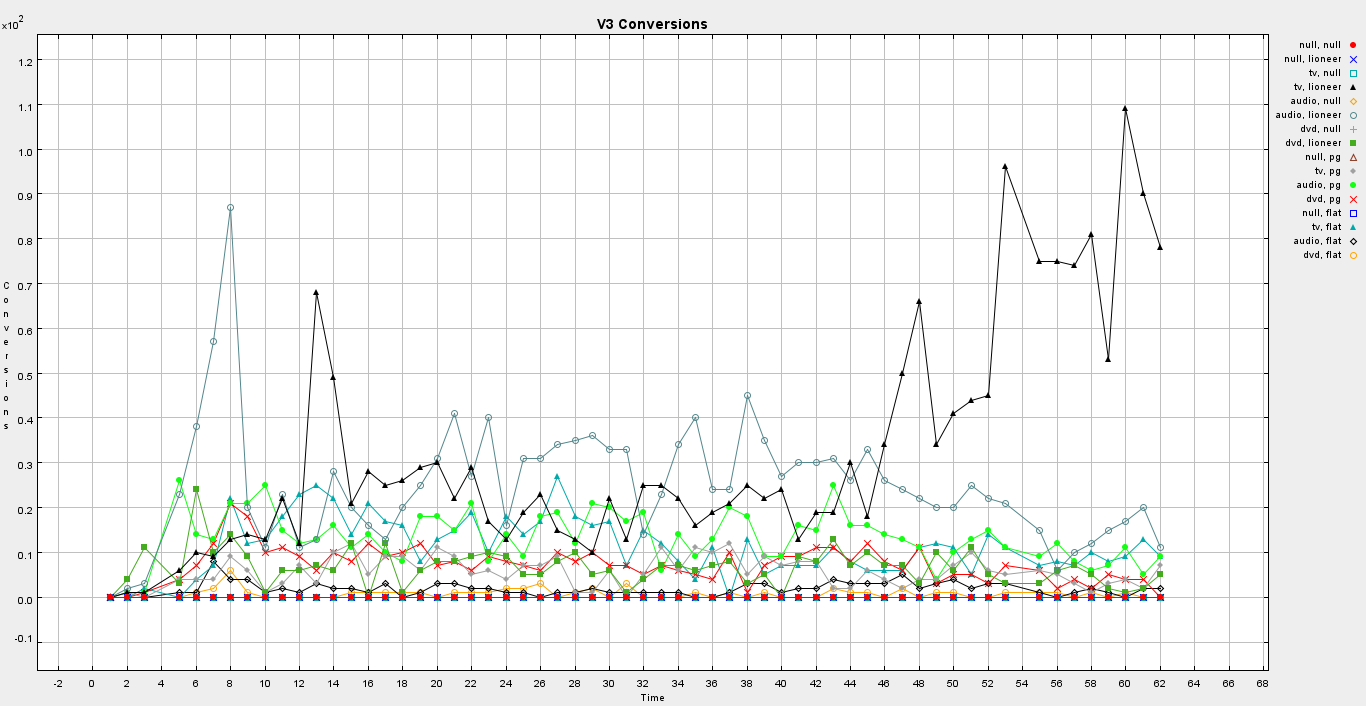 V3 Conversions
x10^2
1.2
1.1
1.0
0.9
0.8
0.7
0.6
0.5
0.4
0.3
0.2
0.1
0.0
-0.1
Conversions
-2 0 2 4 6 8 10 12 14 16 18 20 22 24 26 28 30 32 34 36 38 40 42 44 46 48 50 52 54 56 58 60 62 64 66 68
Time
null, null
null, lioneer
tv, null
tv, lioneer
audio, null
audio, lioneer
dvd, null
dvd, lioneer
null, pg
tv, pg
audio, pg
dvd, pg
null, flat
tv, flat
audio, flat
dvd, flat